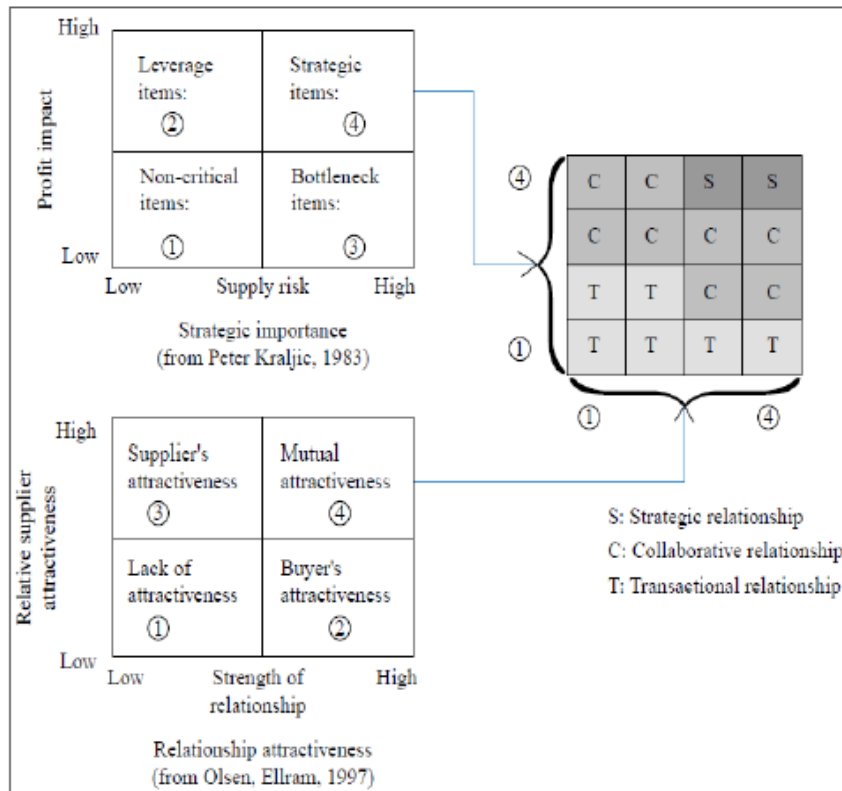 High
Leverage
items:
②
Strategic
items:
④
Profit impact
Non-critical
items:
①
Bottleneck
items:
③
Low
Low Supply risk High
Strategic importance
(from Peter Kraljic, 1983)
④
C C S S
C C C C
T T C C
①
T T T T
① ④
High
Supplier's
attractiveness
③
Mutual
attractiveness
④
Relative supplier
attractiveness
Lack of
attractiveness
①
Buyer's
attractiveness
②
Low
Low Strength of High
relationship
Relationship attractiveness
(from Olsen, Ellram, 1997)
S: Strategic relationship
C: Collaborative relationship
T: Transactional relationship